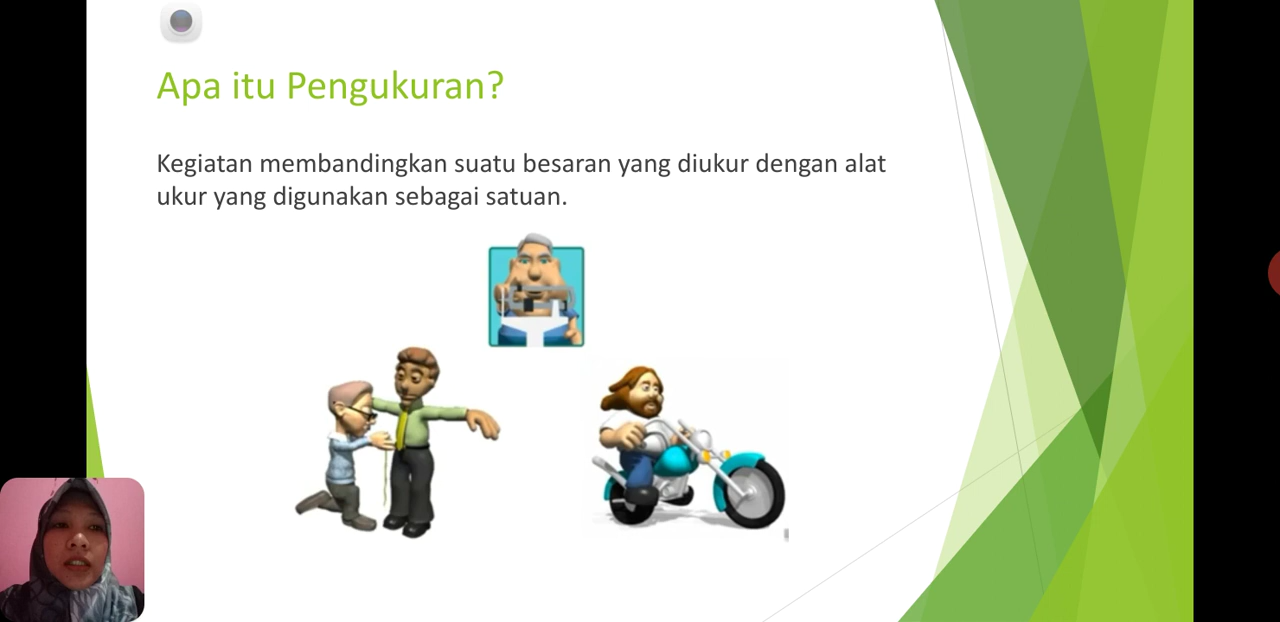 Apa itu Pengukuran?
Kegiatan membandingkan suatu besaran yang diukur dengan alat
ukur yang digunakan sebagai satuan.